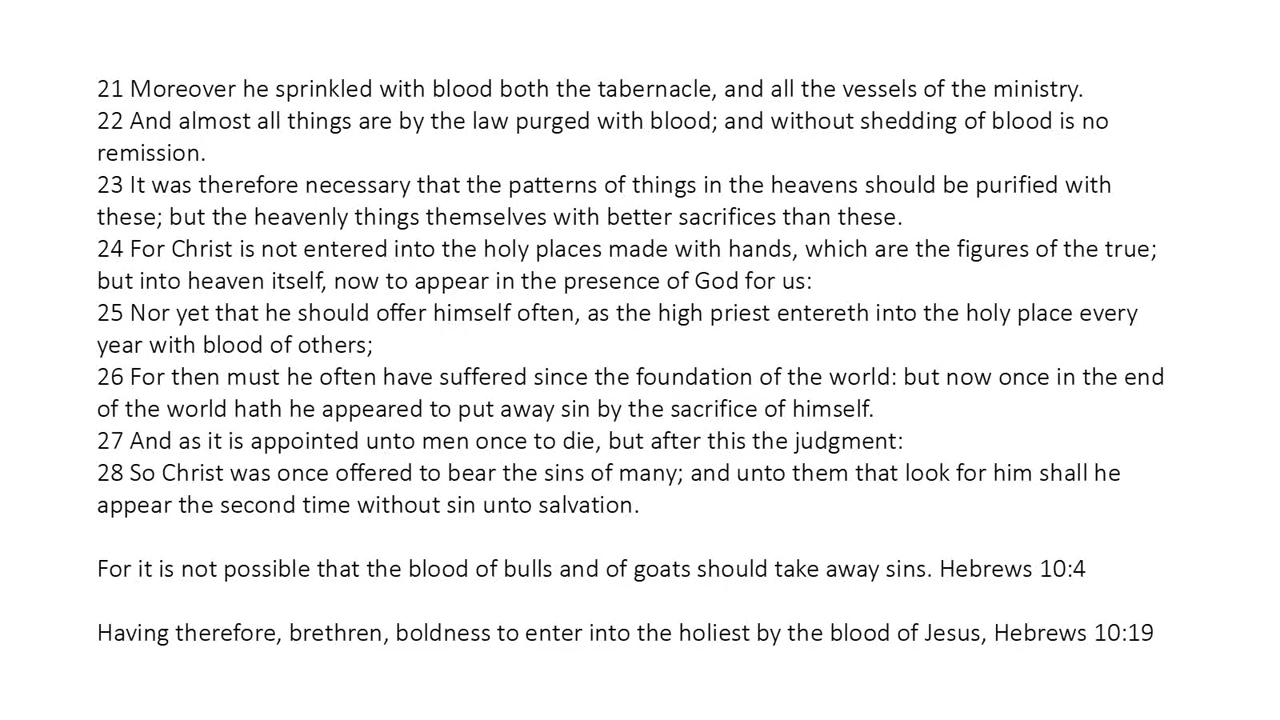 21 Moreover he sprinkled with blood both the tabernacle, and all the vessels of the ministry.
22 And almost all things are by the law purged with blood; and without shedding of blood is no
remission.
23 It was therefore necessary that the patterns of things in the heavens should be purified with
these; but the heavenly things themselves with better sacrifices than these.
24 For Christ is not entered into the holy places made with hands, which are the figures of the true;
but into heaven itself, now to appear in the presence of God for us:
25 Nor yet that he should offer himself often, as the high priest entereth into the holy place every
year with blood of others;
26 For then must he often have suffered since the foundation of the world: but now once in the end
of the world hath he appeared to put away sin by the sacrifice of himself.
27 And as it is appointed unto men once to die, but after this the judgment:
28 So Christ was once offered to bear the sins of many; and unto them that look for him shall he
appear the second time without sin unto salvation.
For it is not possible that the blood of bulls and of goats should take away sins. Hebrews 10:4
Having therefore, brethren, boldness to enter into the holiest by the blood of Jesus, Hebrews 10:19